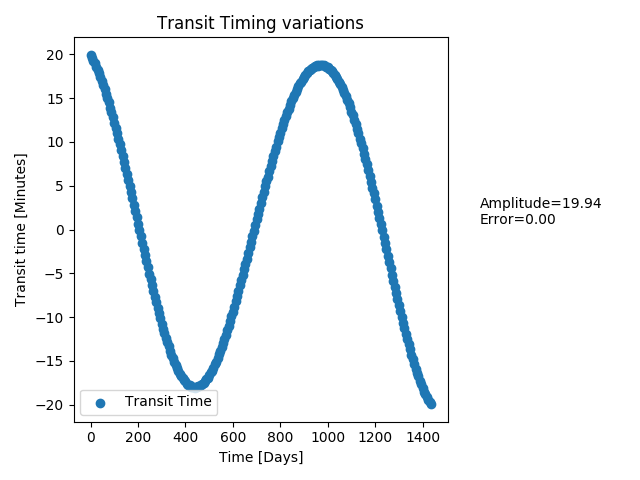 Transit Timing variations
Transit time [Minutes]
20
15
10
5
0
−5
−10
−15
−20
Transit Time
0 200 400 600 800 1000 1200 1400
Time [Days]
Amplitude=19.94
Error=0.00